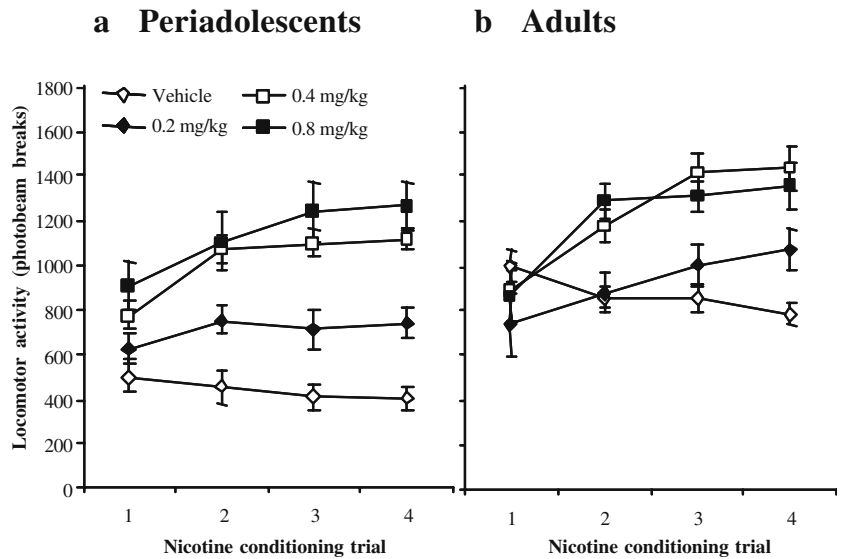 a Periadolescents
b Adults
Locomotor activity (photobeam breaks)
1800
1600
1400
1200
1000
800
600
400
200
0
Vehicle
0.4 mg/kg
0.2 mg/kg
0.8 mg/kg
1 2 3 4
Nicotine conditioning trial
1 2 3 4
Nicotine conditioning trial